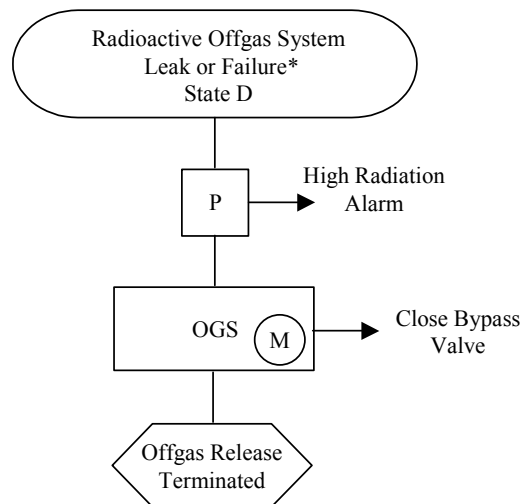 Radioactive Offgas System
Leak or Failure*
State D
P
High Radiation
Alarm
OGS
M
Close Bypass
Valve
Offgas Release
Terminated